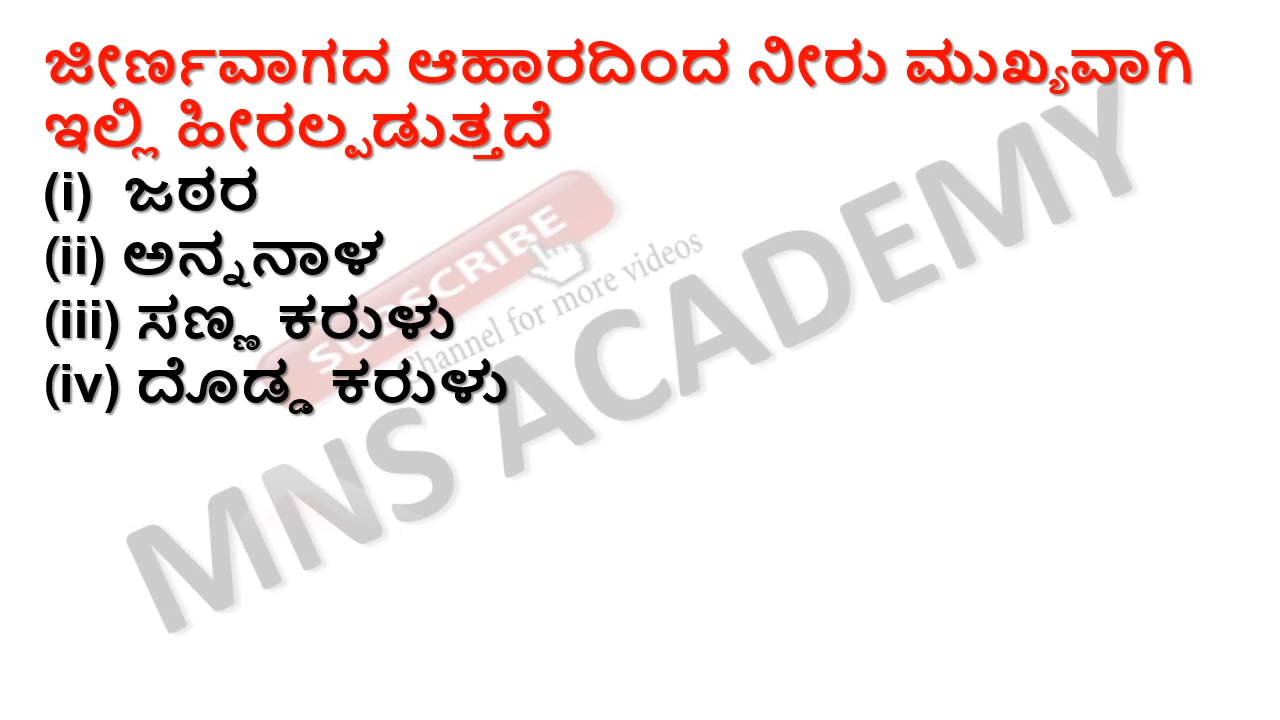 ಜೀರ್ಣವಾಗದ ಆಹಾರದಿಂದ ನೀರು ಮುಖ್ಯವಾಗಿ
ಇಲ್ಲಿ ಹೀರಲ್ಪಡುತ್ತದೆ
(i) ಜಠರ
(ii) ಅನ್ನನಾಳ
(iii) ಸಣ್ಣ ಕರುಳು
(iv) ದೊಡ್ಡ ಕರುಳು
SUBSCRIBE
Channel for more videos
MNS ACADEMY